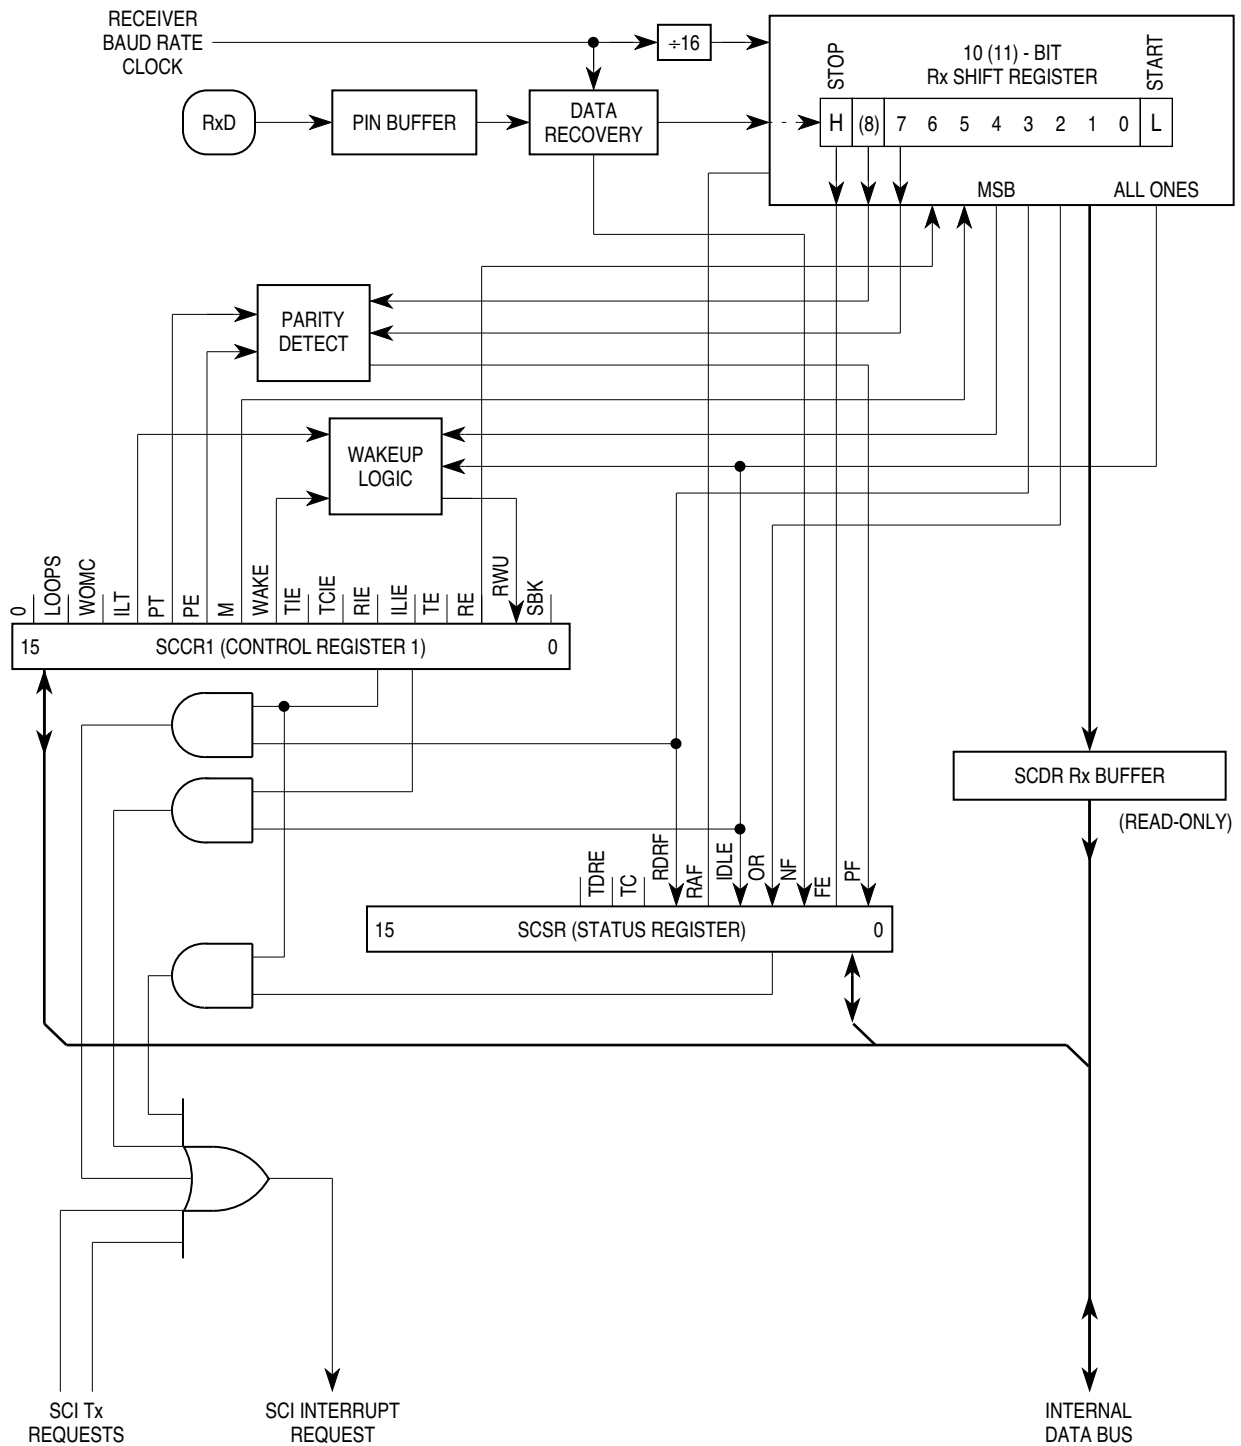 RECEIVER
BAUD RATE
CLOCK
÷16
10 (11) - BIT
Rx SHIFT REGISTER
STOP
START
RxD
PIN BUFFER
DATA
RECOVERY
H (8) 7 6 5 4 3 2 1 0 L
MSB
ALL ONES
PARITY
DETECT
WAKEUP
LOGIC
0
LOOPS
WOMC
ILT
PT
PE
M
WAKE
TIE
TCIE
RIE
ILIE
TE
RE
RWU
SBK
15 SCCR1 (CONTROL REGISTER 1) 0
SCDR Rx BUFFER
(READ-ONLY)
TDRE
TC
RDRF
RAF
IDLE
OR
NF
FE
PF
15 SCSR (STATUS REGISTER) 0
SCI Tx
REQUESTS
SCI INTERRUPT
REQUEST
INTERNAL
DATA BUS